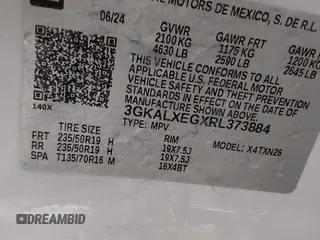 L MOTORS DE MEXICO, S. DE R.L.
06/24
GVWR GAWR FRT GAWR
2100 KG 1175 KG 1200 KG
4630 LB 2590 LB 2645 LB
THIS VEHICLE CONFORMS TO ALL
APPLICABLE U.S. FEDERAL MOTOR
VEHICLE SAFETY
STANDARDS IN EFFECT ON THE DATE OF
MANUFACTURE SHOWN ABOVE.
140X
3GKALXEGXRL373884
TYPE: MPV MODEL: X4TXN26
TIRE SIZE RIM
FRT 235/50R19 H 19X7.5J
RR 235/50R19 H 19X7.5J
SPA T135/70R16 M 16X4BT
DREAMBID